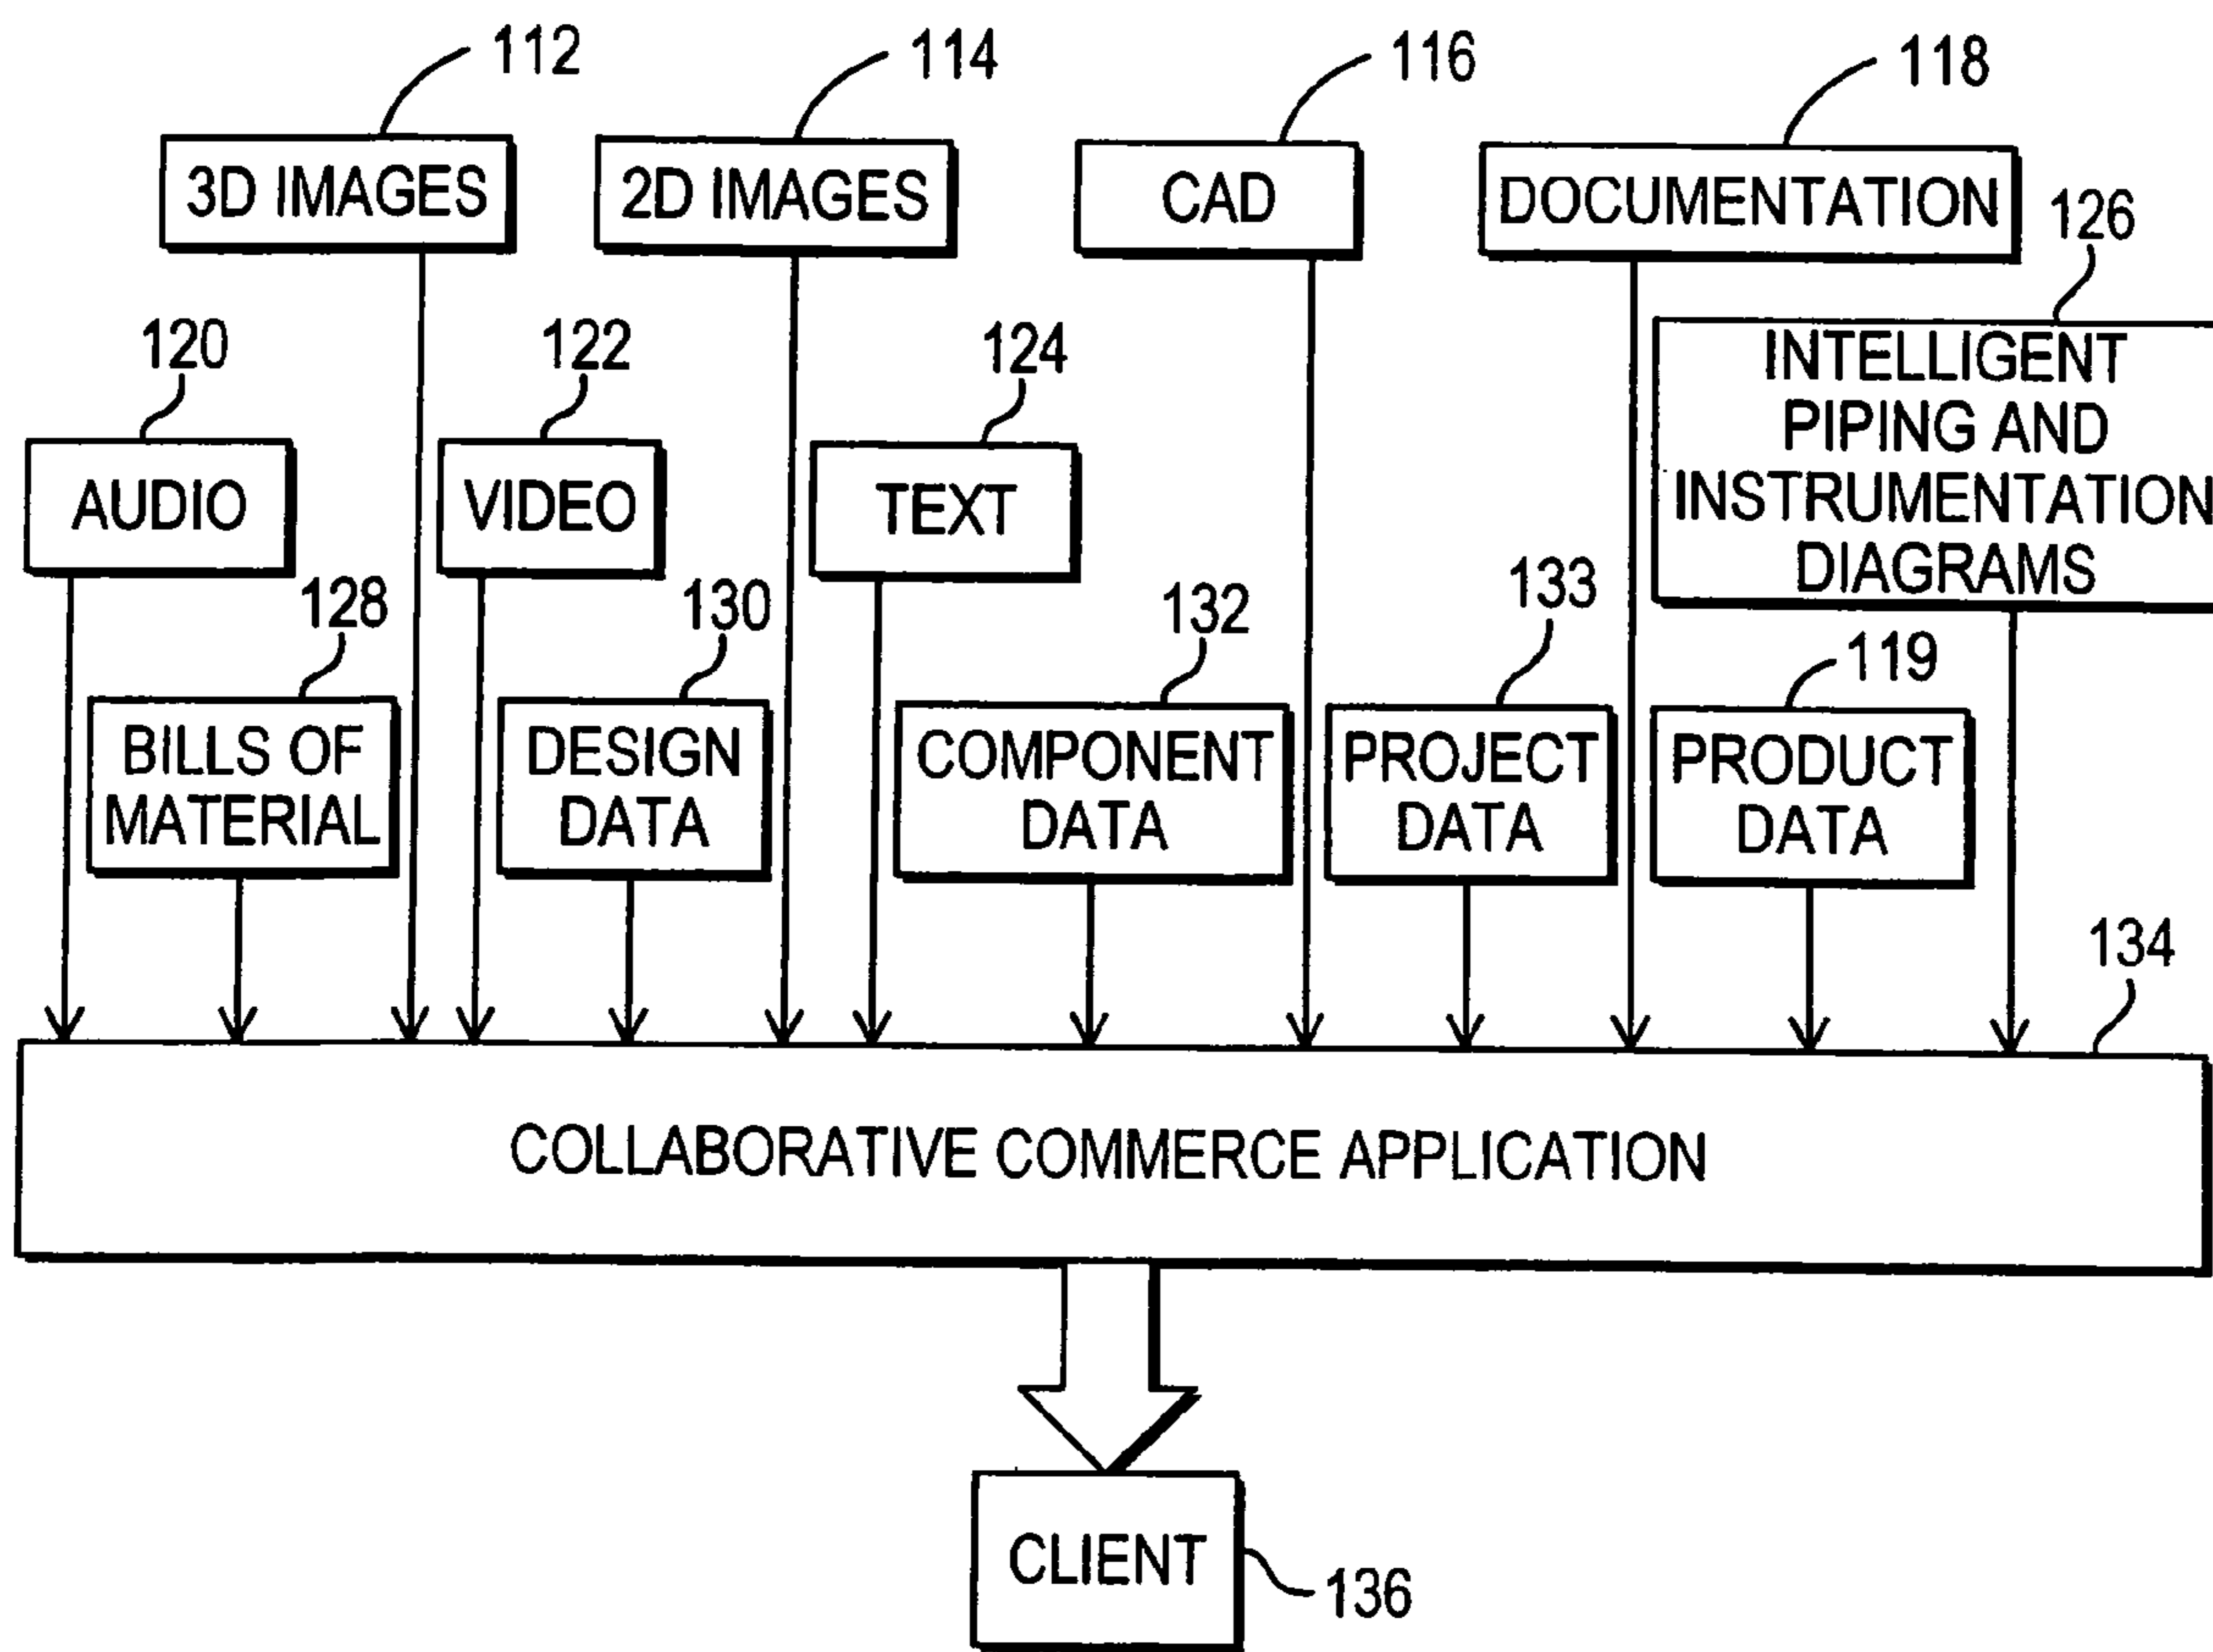 112
114
116
118
3D IMAGES
2D IMAGES
CAD
DOCUMENTATION
126
120
122
124
INTELLIGENT
PIPING AND
INSTRUMENTATION
DIAGRAMS
AUDIO
VIDEO
TEXT
128
130
132
133
119
BILLS OF
MATERIAL
DESIGN
DATA
COMPONENT
DATA
PROJECT
DATA
PRODUCT
DATA
134
COLLABORATIVE COMMERCE APPLICATION
CLIENT
136